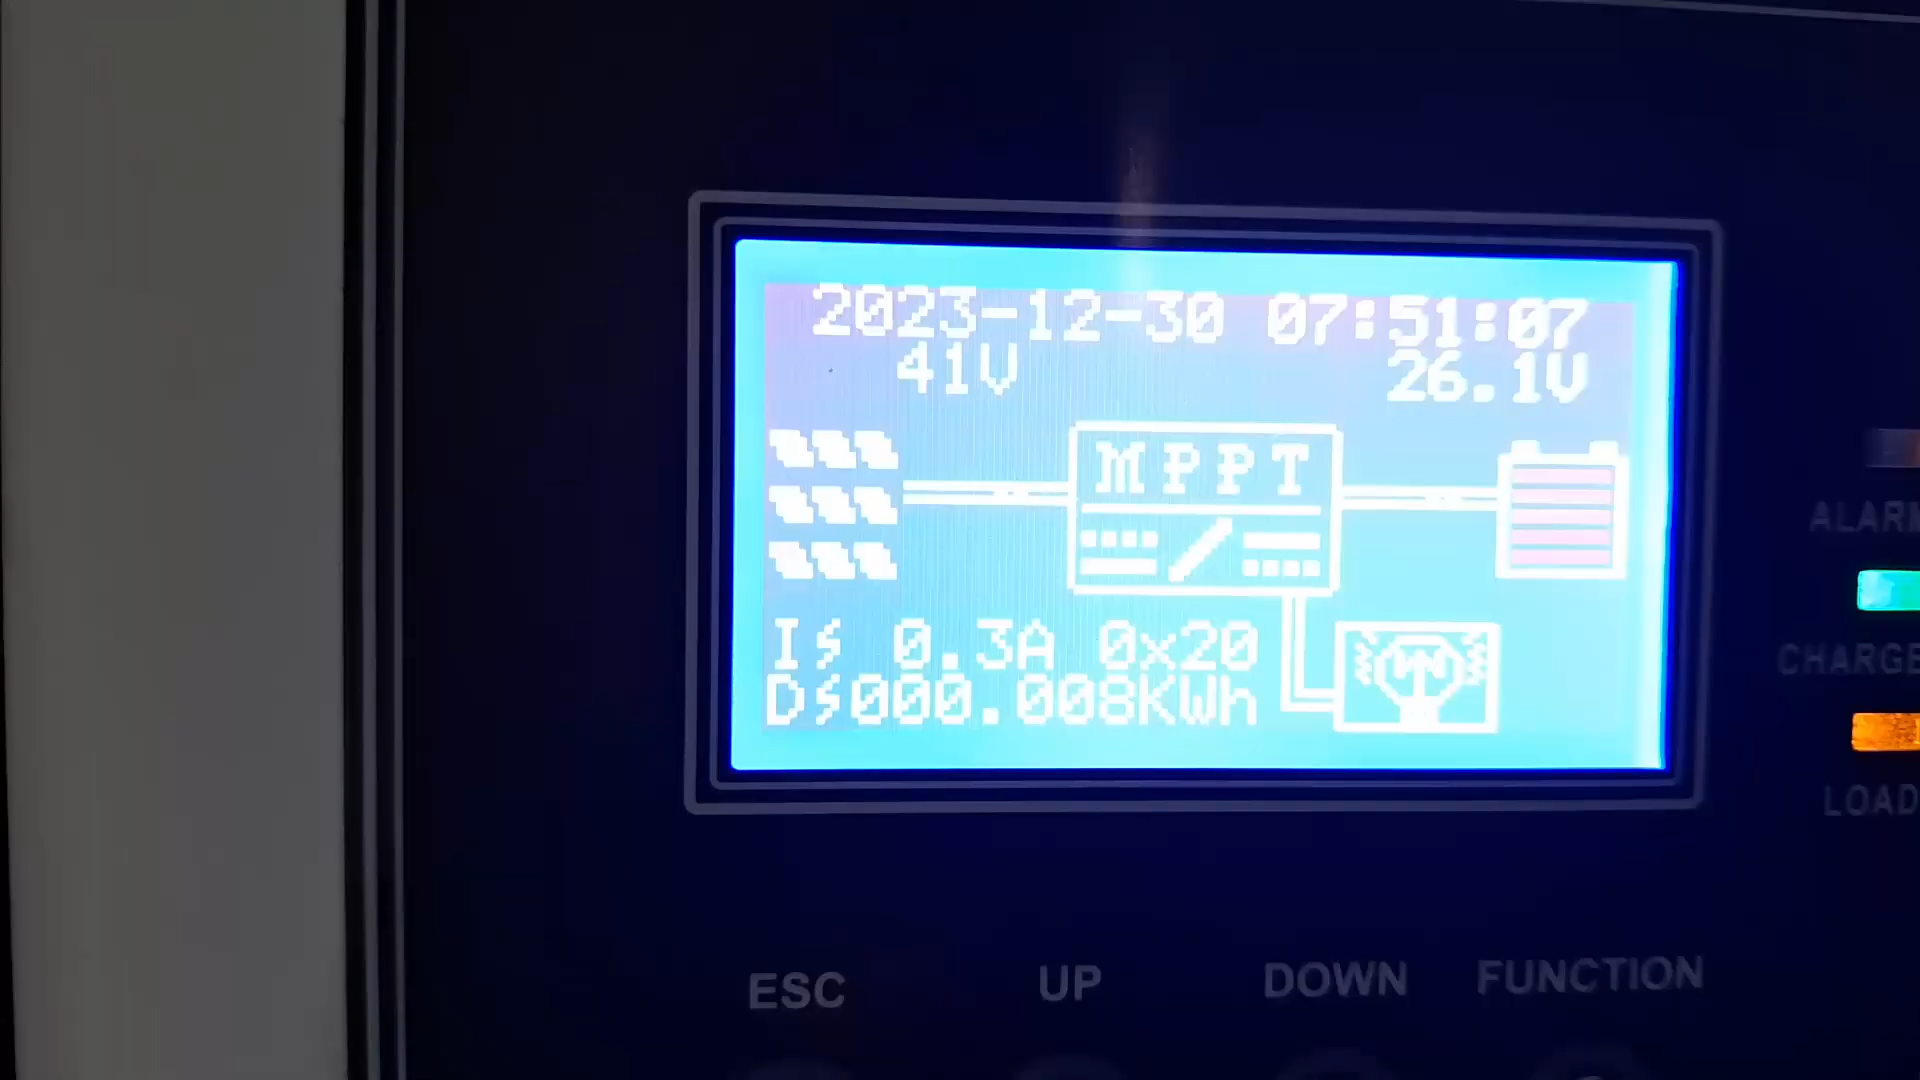 2023-12-30 07:51:07
41V 26.1V
MPPT
I 0.3A 0x20
D 000.008KWh
ALARM
CHARGE
LOAD
ESC UP DOWN FUNCTION